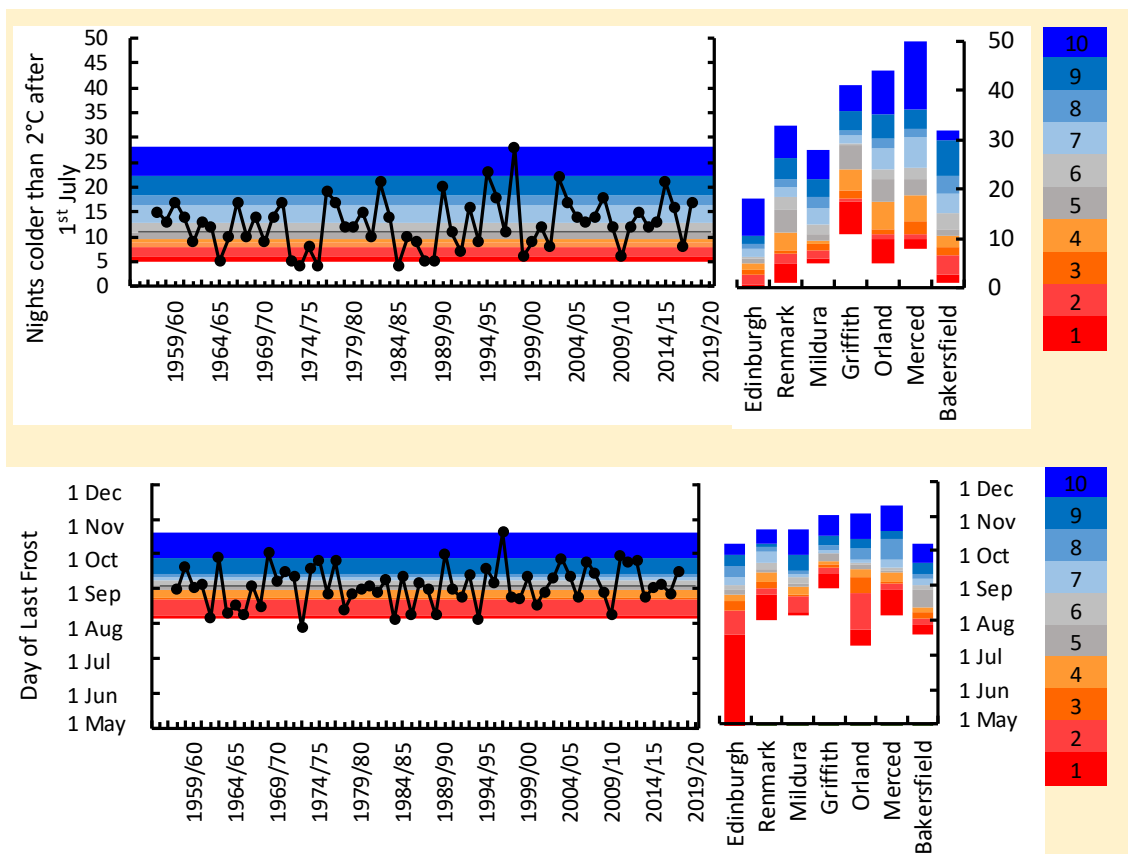 Nights colder than 2°C after
1st July
50
45
40
35
30
25
20
15
10
5
0
1959/60
1964/65
1969/70
1974/75
1979/80
1984/85
1989/90
1994/95
1999/00
2004/05
2009/10
2014/15
2019/20
50
40
30
20
10
0
Edinburgh
Renmark
Mildura
Griffith
Orland
Merced
Bakersfield
10
9
8
7
6
5
4
3
2
1
Day of Last Frost
1 Dec
1 Nov
1 Oct
1 Sep
1 Aug
1 Jul
1 Jun
1 May
1959/60
1964/65
1969/70
1974/75
1979/80
1984/85
1989/90
1994/95
1999/00
2004/05
2009/10
2014/15
2019/20
1 Dec
1 Nov
1 Oct
1 Sep
1 Aug
1 Jul
1 Jun
1 May
Edinburgh
Renmark
Mildura
Griffith
Orland
Merced
Bakersfield
10
9
8
7
6
5
4
3
2
1